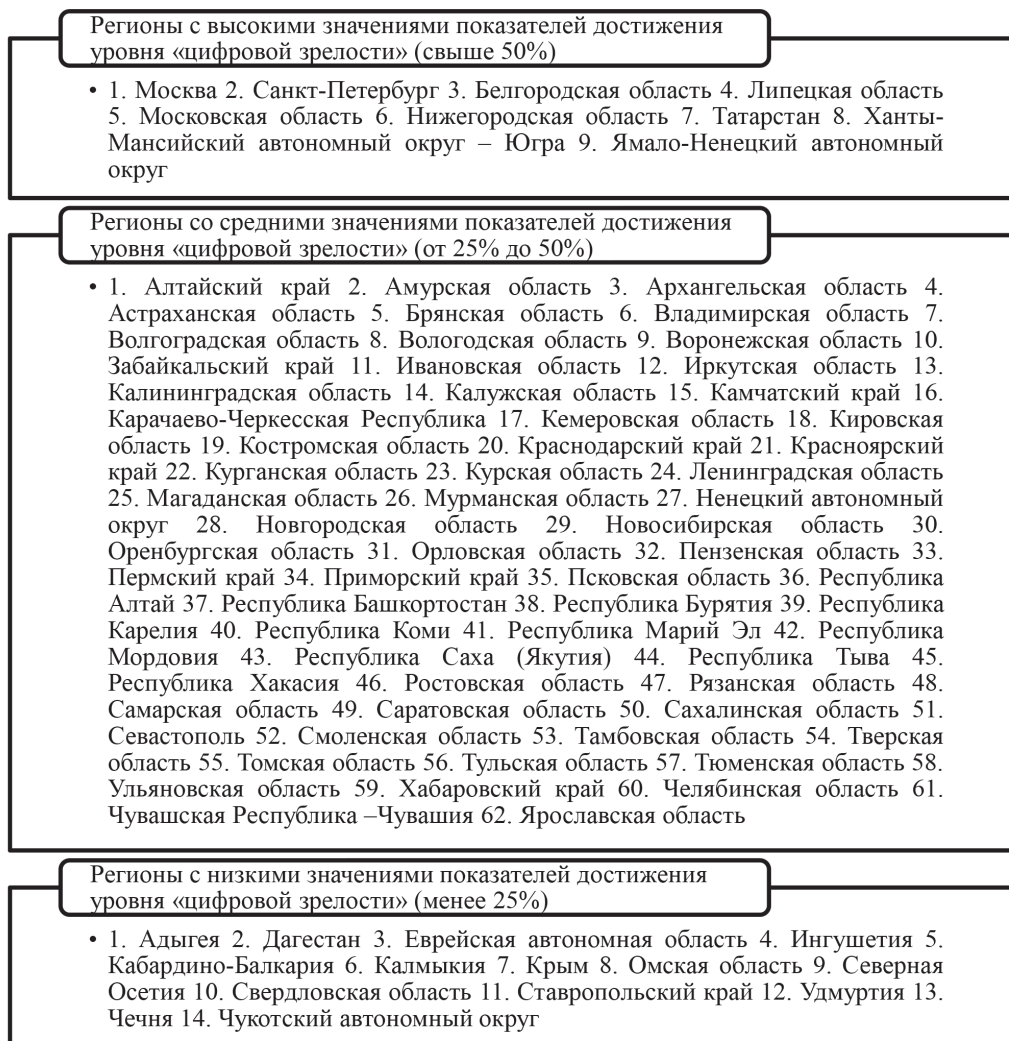 Регионы с высокими значениями показателей достижения
уровня «цифровой зрелости» (свыше 50%)
• 1. Москва 2. Санкт-Петербург 3. Белгородская область 4. Липецкая область
5. Московская область 6. Нижегородская область 7. Татарстан 8. Ханты-
Мансийский автономный округ – Югра 9. Ямало-Ненецкий автономный
округ
Регионы со средними значениями показателей достижения
уровня «цифровой зрелости» (от 25% до 50%)
• 1. Алтайский край 2. Амурская область 3. Архангельская область 4.
Астраханская область 5. Брянская область 6. Владимирская область 7.
Волгоградская область 8. Вологодская область 9. Воронежская область 10.
Забайкальский край 11. Ивановская область 12. Иркутская область 13.
Калининградская область 14. Калужская область 15. Камчатский край 16.
Карачаево-Черкесская Республика 17. Кемеровская область 18. Кировская
область 19. Костромская область 20. Краснодарский край 21. Красноярский
край 22. Курганская область 23. Курская область 24. Ленинградская область
25. Магаданская область 26. Мурманская область 27. Ненецкий автономный
округ 28. Новгородская область 29. Новосибирская область 30.
Оренбургская область 31. Орловская область 32. Пензенская область 33.
Пермский край 34. Приморский край 35. Псковская область 36. Республика
Алтай 37. Республика Башкортостан 38. Республика Бурятия 39. Республика
Карелия 40. Республика Коми 41. Республика Марий Эл 42. Республика
Мордовия 43. Республика Саха (Якутия) 44. Республика Тыва 45.
Республика Хакасия 46. Ростовская область 47. Рязанская область 48.
Самарская область 49. Саратовская область 50. Сахалинская область 51.
Севастополь 52. Смоленская область 53. Тамбовская область 54. Тверская
область 55. Томская область 56. Тульская область 57. Тюменская область 58.
Ульяновская область 59. Хабаровский край 60. Челябинская область 61.
Чувашская Республика –Чувашия 62. Ярославская область
Регионы с низкими значениями показателей достижения
уровня «цифровой зрелости» (менее 25%)
• 1. Адыгея 2. Дагестан 3. Еврейская автономная область 4. Ингушетия 5.
Кабардино-Балкария 6. Калмыкия 7. Крым 8. Омская область 9. Северная
Осетия 10. Свердловская область 11. Ставропольский край 12. Удмуртия 13.
Чечня 14. Чукотский автономный округ